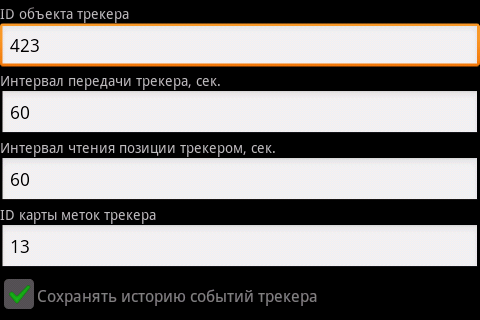 ID объекта трекера
423
Интервал передачи трекера, сек.
60
Интервал чтения позиции трекером, сек.
60
ID карты меток трекера
13
Сохранять историю событий трекера